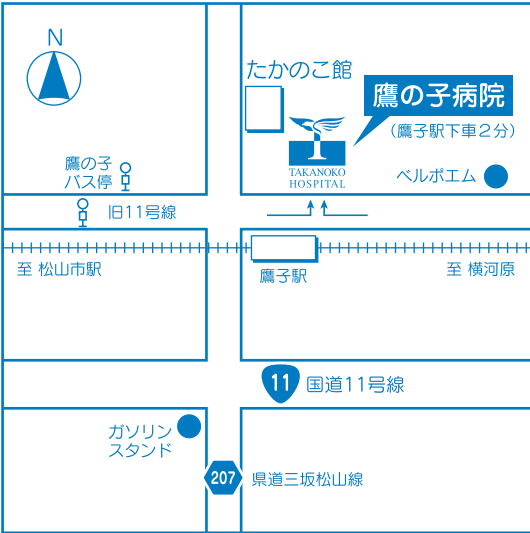 N
たかのこ館
鷹の子病院
(鷹子駅下車2分)
TAKANOKO
HOSPITAL
鷹の子
バス停
ベルポエム
旧11号線
至 松山市駅
鷹子駅
至 横河原
11
国道11号線
ガソリン
スタンド
207
県道三坂松山線